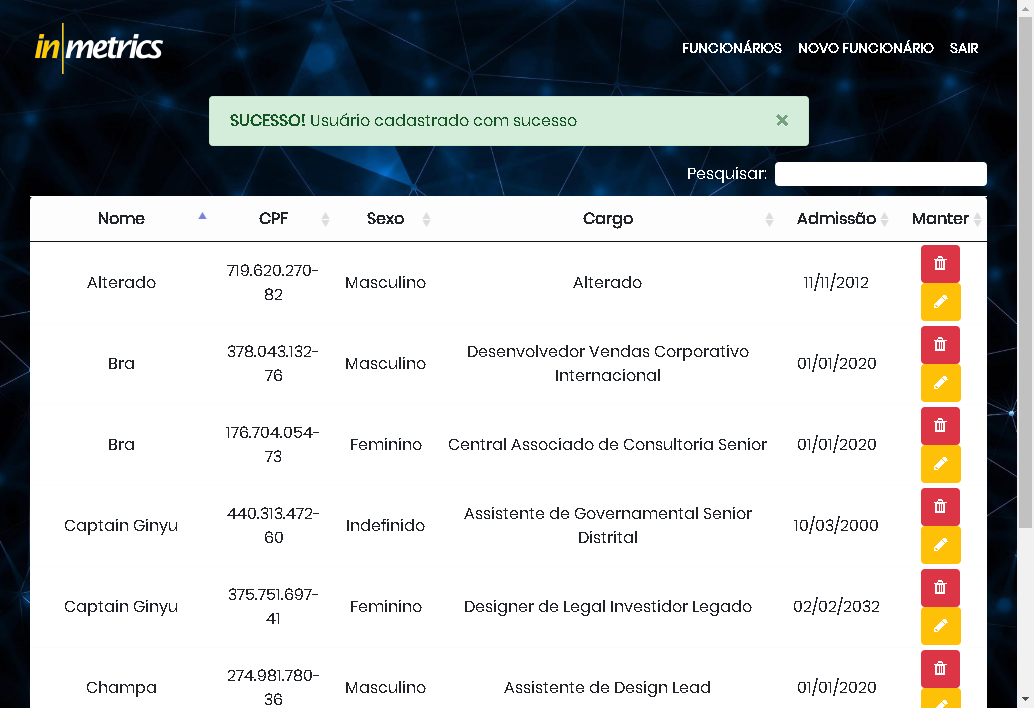 in|metrics
FUNCIONÁRIOS NOVO FUNCIONÁRIO SAIR
SUCESSO! Usuário cadastrado com sucesso ×
Pesquisar:
Nome CPF Sexo Cargo Admissão Manter
Alterado 719.620.270-82 Masculino Alterado 11/11/2012
Bra 378.043.132-76 Masculino Desenvolvedor Vendas Corporativo Internacional 01/01/2020
Bra 176.704.054-73 Feminino Central Associado de Consultoria Senior 01/01/2020
Captain Ginyu 440.313.472-60 Indefinido Assistente de Governamental Senior Distrital 10/03/2000
Captain Ginyu 375.751.697-41 Feminino Designer de Legal Investidor Legado 02/02/2032
Champa 274.981.780-36 Masculino Assistente de Design Lead 01/01/2020